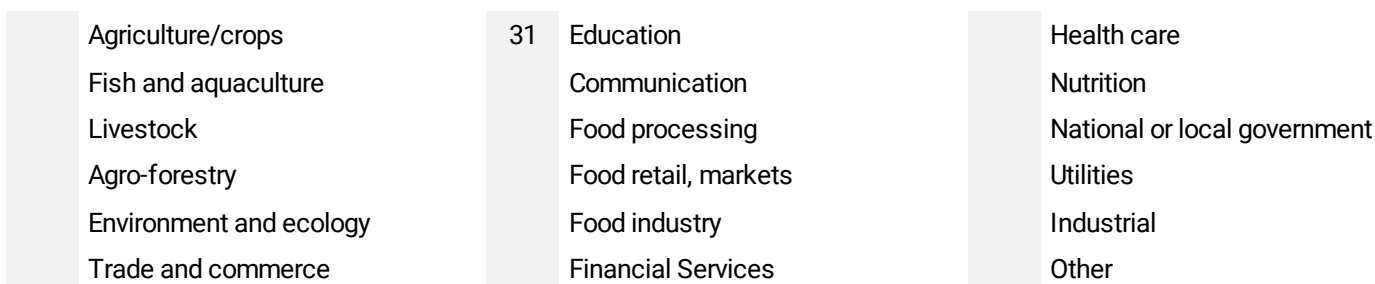 Agriculture/crops 31 Education Health care
Fish and aquaculture Communication Nutrition
Livestock Food processing National or local government
Agro-forestry Food retail, markets Utilities
Environment and ecology Food industry Industrial
Trade and commerce Financial Services Other